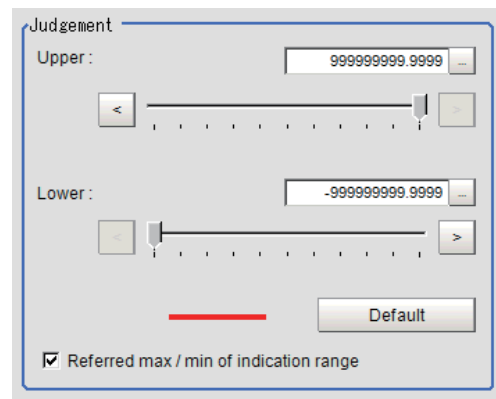 Judgement
Upper : 999999999.9999 ...
< >
Lower : -999999999.9999 ...
< >
Default
Referred max / min of indication range